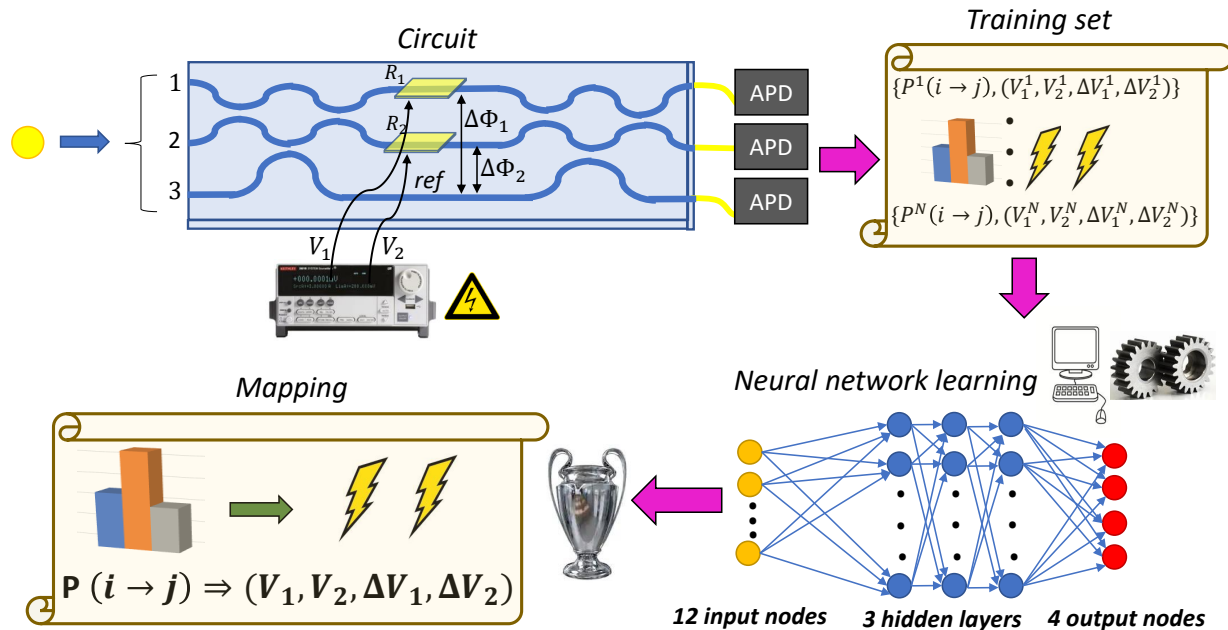 Circuit
Training set
1
2
3
R₁
R₂
ref
ΔΦ₁
ΔΦ₂
V₁
V₂
APD
APD
APD
{P¹(i → j), (V₁¹, V₂¹, ΔV₁¹, ΔV₂¹)}
{Pᴺ(i → j), (V₁ᴺ, V₂ᴺ, ΔV₁ᴺ, ΔV₂ᴺ)}
+000.0001µV
Mapping
Neural network learning
P (i → j) ⇒ (V₁, V₂, ΔV₁, ΔV₂)
12 input nodes
3 hidden layers
4 output nodes